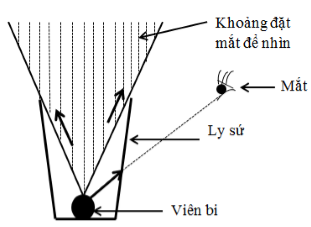 Khoảng đặt
mắt để nhìn
Mắt
Ly sứ
Viên bi